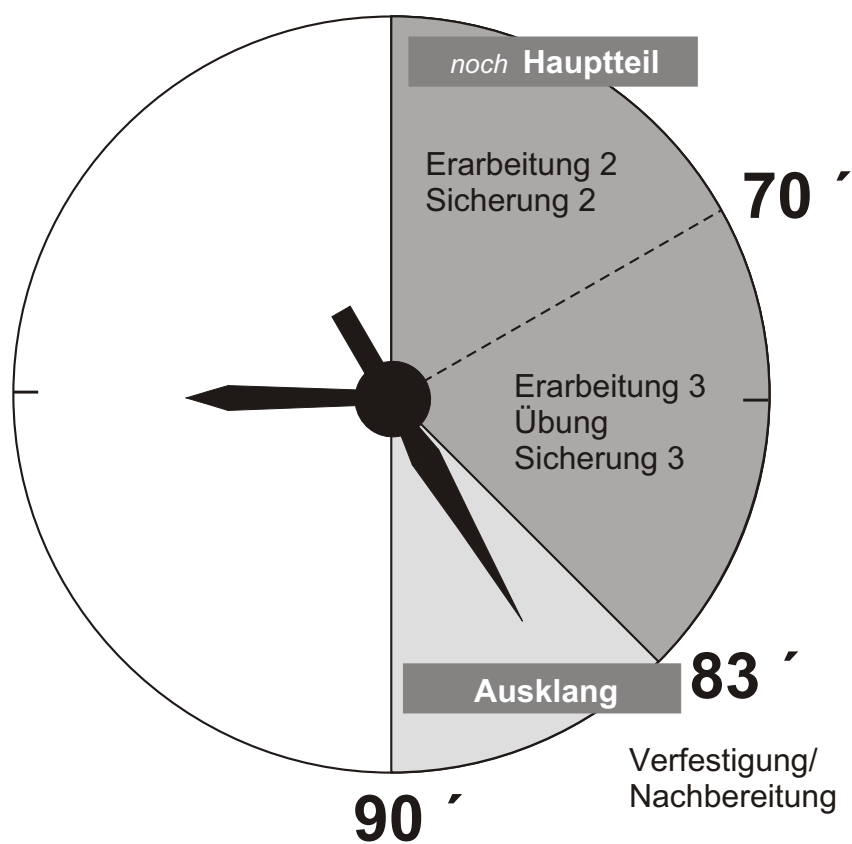 noch Hauptteil
Erarbeitung 2
Sicherung 2
70 ´
Erarbeitung 3
Übung
Sicherung 3
83 ´
Ausklang
Verfestigung/
Nachbereitung
90 ´